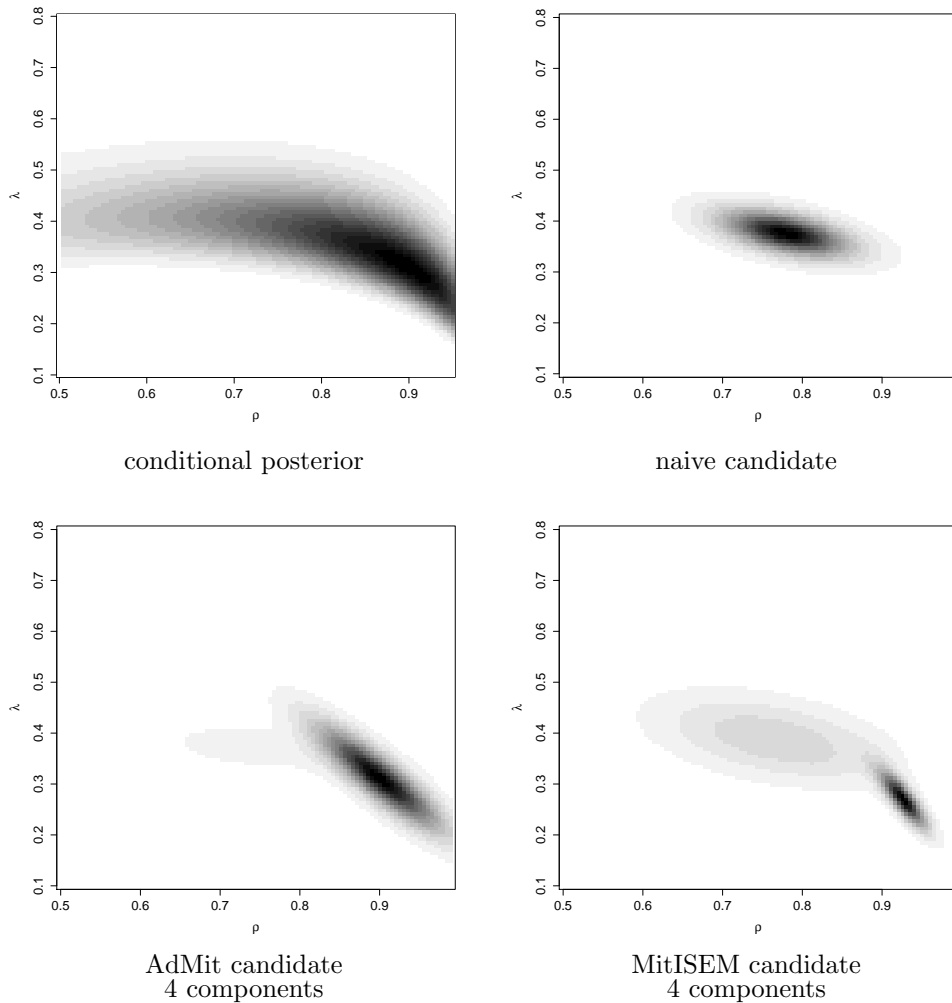 0.8
0.7
0.6
0.5
0.4
0.3
0.2
0.1
λ
0.5 0.6 0.7 0.8 0.9
ρ
conditional posterior
0.8
0.7
0.6
0.5
0.4
0.3
0.2
0.1
λ
0.5 0.6 0.7 0.8 0.9
ρ
naive candidate
0.8
0.7
0.6
0.5
0.4
0.3
0.2
0.1
λ
0.5 0.6 0.7 0.8 0.9
ρ
AdMit candidate
4 components
0.8
0.7
0.6
0.5
0.4
0.3
0.2
0.1
λ
0.5 0.6 0.7 0.8 0.9
ρ
MitISEM candidate
4 components